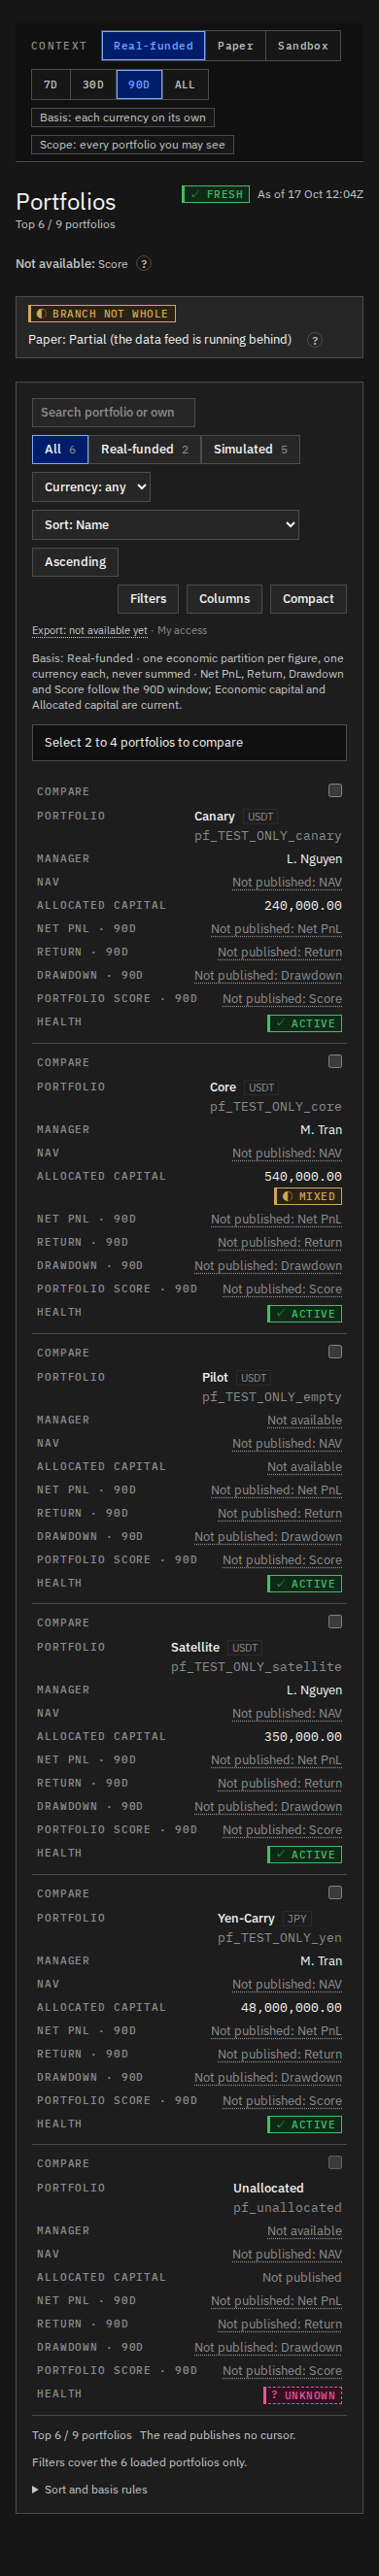 CONTEXT Real-funded Paper Sandbox
7D 30D 90D ALL
Basis: each currency on its own
Scope: every portfolio you may see
Portfolios ✓ FRESH As of 17 Oct 12:04Z
Top 6 / 9 portfolios
Not available: Score ?
BRANCH NOT WHOLE
Paper: Partial (the data feed is running behind) ?
Search portfolio or own
All 6 Real-funded 2 Simulated 5
Currency: any
Sort: Name
Ascending
Filters Columns Compact
Export: not available yet · My access
Basis: Real-funded · one economic partition per figure, one
currency each, never summed · Net PnL, Return, Drawdown
and Score follow the 90D window; Economic capital and
Allocated capital are current.
Select 2 to 4 portfolios to compare
COMPARE
PORTFOLIO Canary USDT
pf_TEST_ONLY_canary
MANAGER L. Nguyen
NAV Not published: NAV
ALLOCATED CAPITAL 240,000.00
NET PNL · 90D Not published: Net PnL
RETURN · 90D Not published: Return
DRAWDOWN · 90D Not published: Drawdown
PORTFOLIO SCORE · 90D Not published: Score
HEALTH ✓ ACTIVE
COMPARE
PORTFOLIO Core USDT
pf_TEST_ONLY_core
MANAGER M. Tran
NAV Not published: NAV
ALLOCATED CAPITAL 540,000.00
MIXED
NET PNL · 90D Not published: Net PnL
RETURN · 90D Not published: Return
DRAWDOWN · 90D Not published: Drawdown
PORTFOLIO SCORE · 90D Not published: Score
HEALTH ✓ ACTIVE
COMPARE
PORTFOLIO Pilot USDT
pf_TEST_ONLY_empty
MANAGER Not available
NAV Not published: NAV
ALLOCATED CAPITAL Not available
NET PNL · 90D Not published: Net PnL
RETURN · 90D Not published: Return
DRAWDOWN · 90D Not published: Drawdown
PORTFOLIO SCORE · 90D Not published: Score
HEALTH ✓ ACTIVE
COMPARE
PORTFOLIO Satellite USDT
pf_TEST_ONLY_satellite
MANAGER L. Nguyen
NAV Not published: NAV
ALLOCATED CAPITAL 350,000.00
NET PNL · 90D Not published: Net PnL
RETURN · 90D Not published: Return
DRAWDOWN · 90D Not published: Drawdown
PORTFOLIO SCORE · 90D Not published: Score
HEALTH ✓ ACTIVE
COMPARE
PORTFOLIO Yen-Carry JPY
pf_TEST_ONLY_yen
MANAGER M. Tran
NAV Not published: NAV
ALLOCATED CAPITAL 48,000,000.00
NET PNL · 90D Not published: Net PnL
RETURN · 90D Not published: Return
DRAWDOWN · 90D Not published: Drawdown
PORTFOLIO SCORE · 90D Not published: Score
HEALTH ✓ ACTIVE
COMPARE
PORTFOLIO Unallocated
pf_unallocated
MANAGER Not available
NAV Not published: NAV
ALLOCATED CAPITAL Not published
NET PNL · 90D Not published: Net PnL
RETURN · 90D Not published: Return
DRAWDOWN · 90D Not published: Drawdown
PORTFOLIO SCORE · 90D Not published: Score
HEALTH ? UNKNOWN
Top 6 / 9 portfolios The read publishes no cursor.
Filters cover the 6 loaded portfolios only.
Sort and basis rules